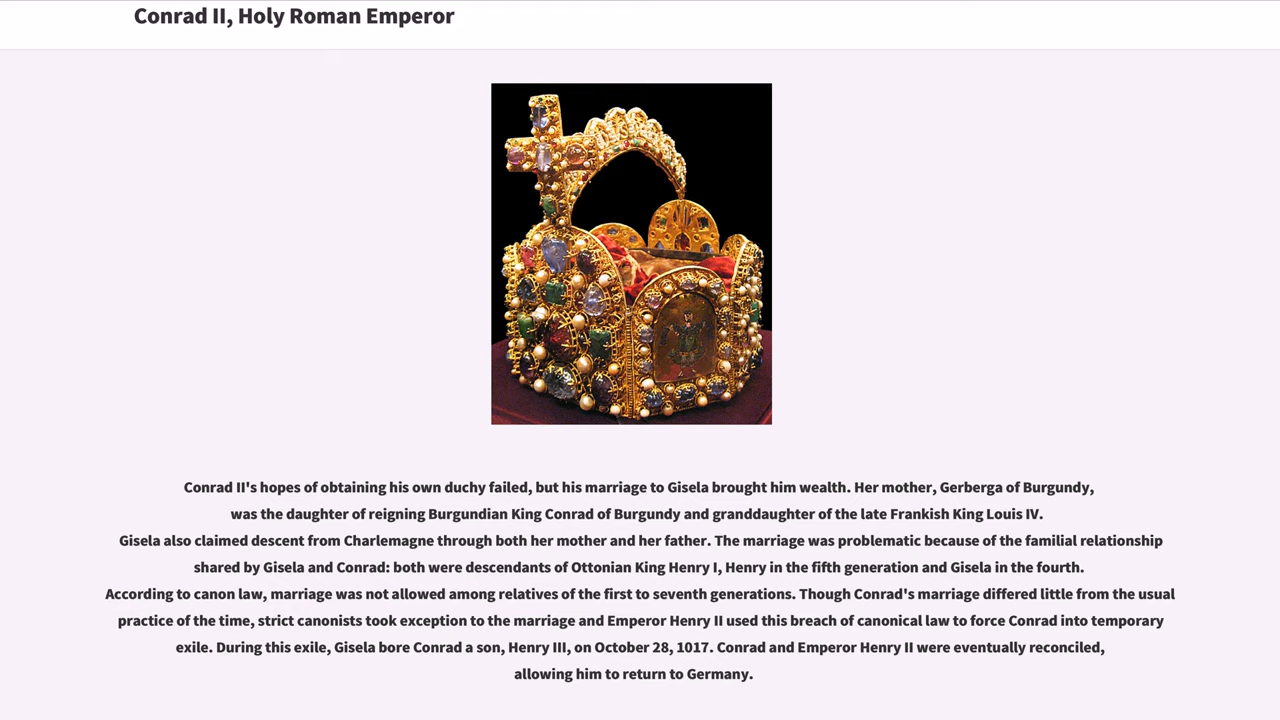 Conrad II, Holy Roman Emperor
Conrad II's hopes of obtaining his own duchy failed, but his marriage to Gisela brought him wealth. Her mother, Gerberga of Burgundy,
was the daughter of reigning Burgundian King Conrad of Burgundy and granddaughter of the late Frankish King Louis IV.
Gisela also claimed descent from Charlemagne through both her mother and her father. The marriage was problematic because of the familial relationship
shared by Gisela and Conrad: both were descendants of Ottonian King Henry I, Henry in the fifth generation and Gisela in the fourth.
According to canon law, marriage was not allowed among relatives of the first to seventh generations. Though Conrad's marriage differed little from the usual
practice of the time, strict canonists took exception to the marriage and Emperor Henry II used this breach of canonical law to force Conrad into temporary
exile. During this exile, Gisela bore Conrad a son, Henry III, on October 28, 1017. Conrad and Emperor Henry II were eventually reconciled,
allowing him to return to Germany.